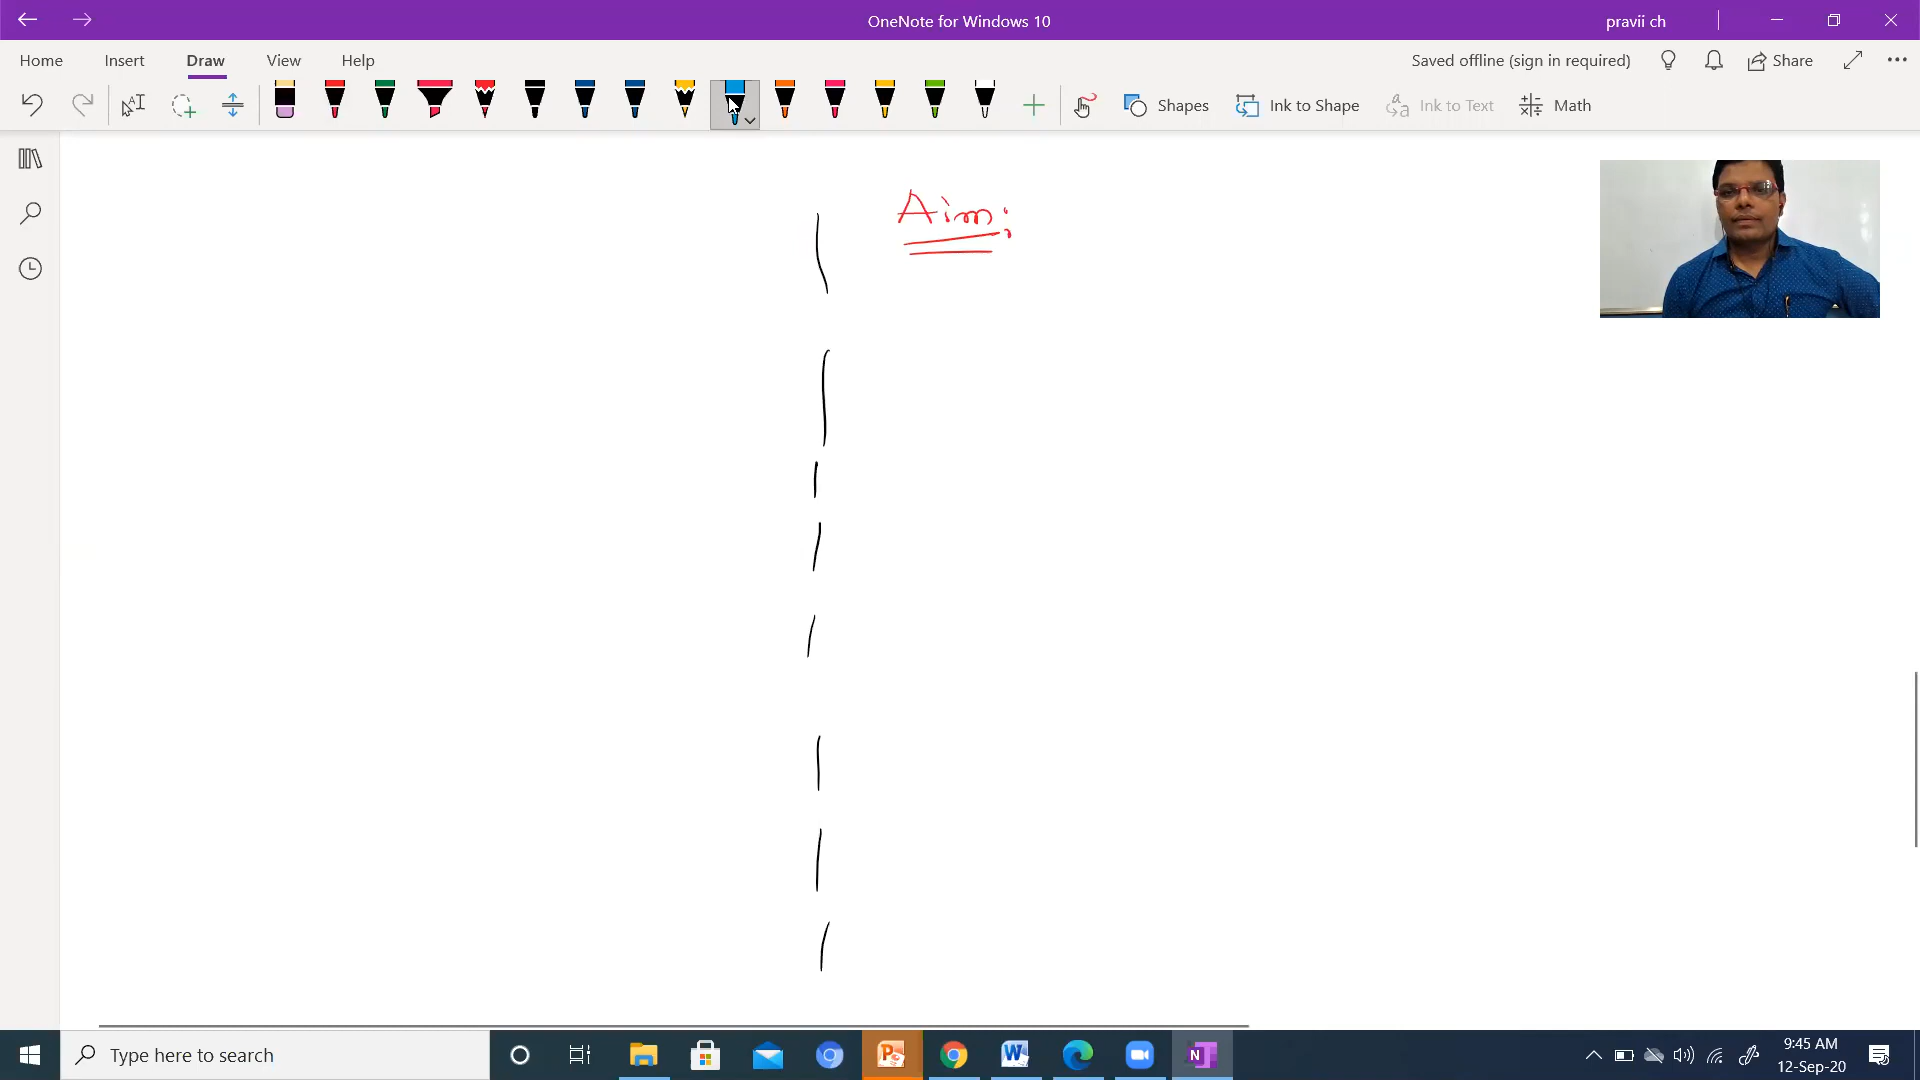 OneNote for Windows 10
pravii ch
Home Insert Draw View Help
Saved offline (sign in required) Share
Shapes Ink to Shape Ink to Text Math
Aim:
Type here to search
9:45 AM
12-Sep-20